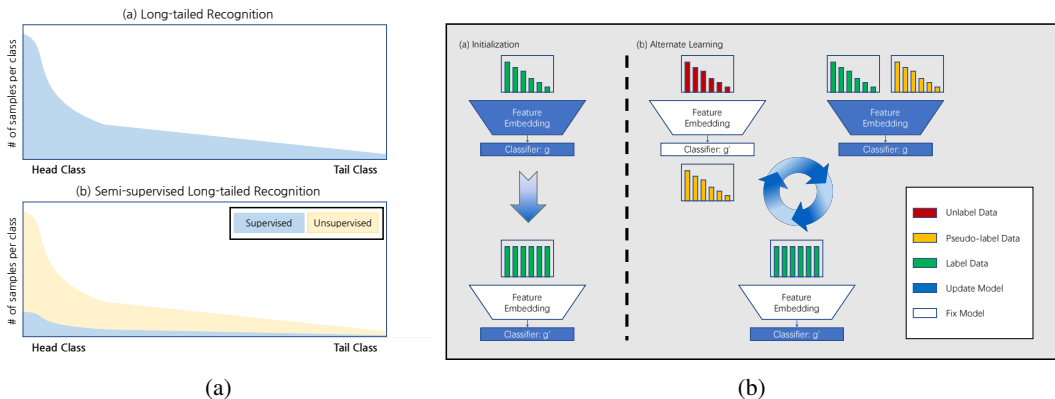 (a) Long-tailed Recognition
# of samples per class
Head Class
Tail Class
(b) Semi-supervised Long-tailed Recognition
Supervised
Unsupervised
# of samples per class
Head Class
Tail Class
(a)
(a) Initialization
Feature
Embedding
Classifier: g
Feature
Embedding
Classifier: g'
(b) Alternate Learning
Feature
Embedding
Classifier: g'
Feature
Embedding
Classifier: g
Feature
Embedding
Classifier: g'
Unlabel Data
Pseudo-label Data
Label Data
Update Model
Fix Model
(b)